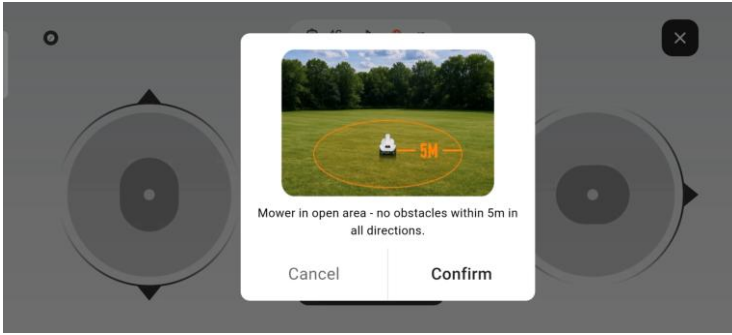 5M
Mower in open area - no obstacles within 5m in
all directions.
Cancel
Confirm